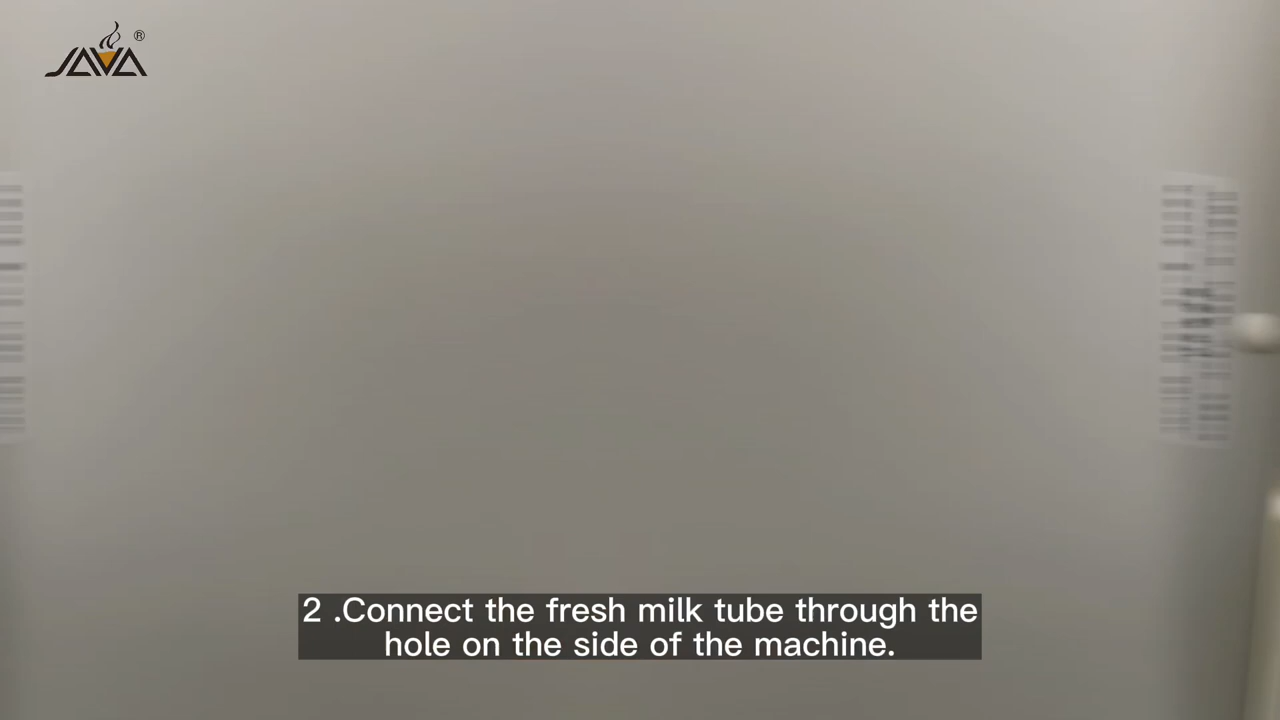 JAVA ®
2 .Connect the fresh milk tube through the
hole on the side of the machine.